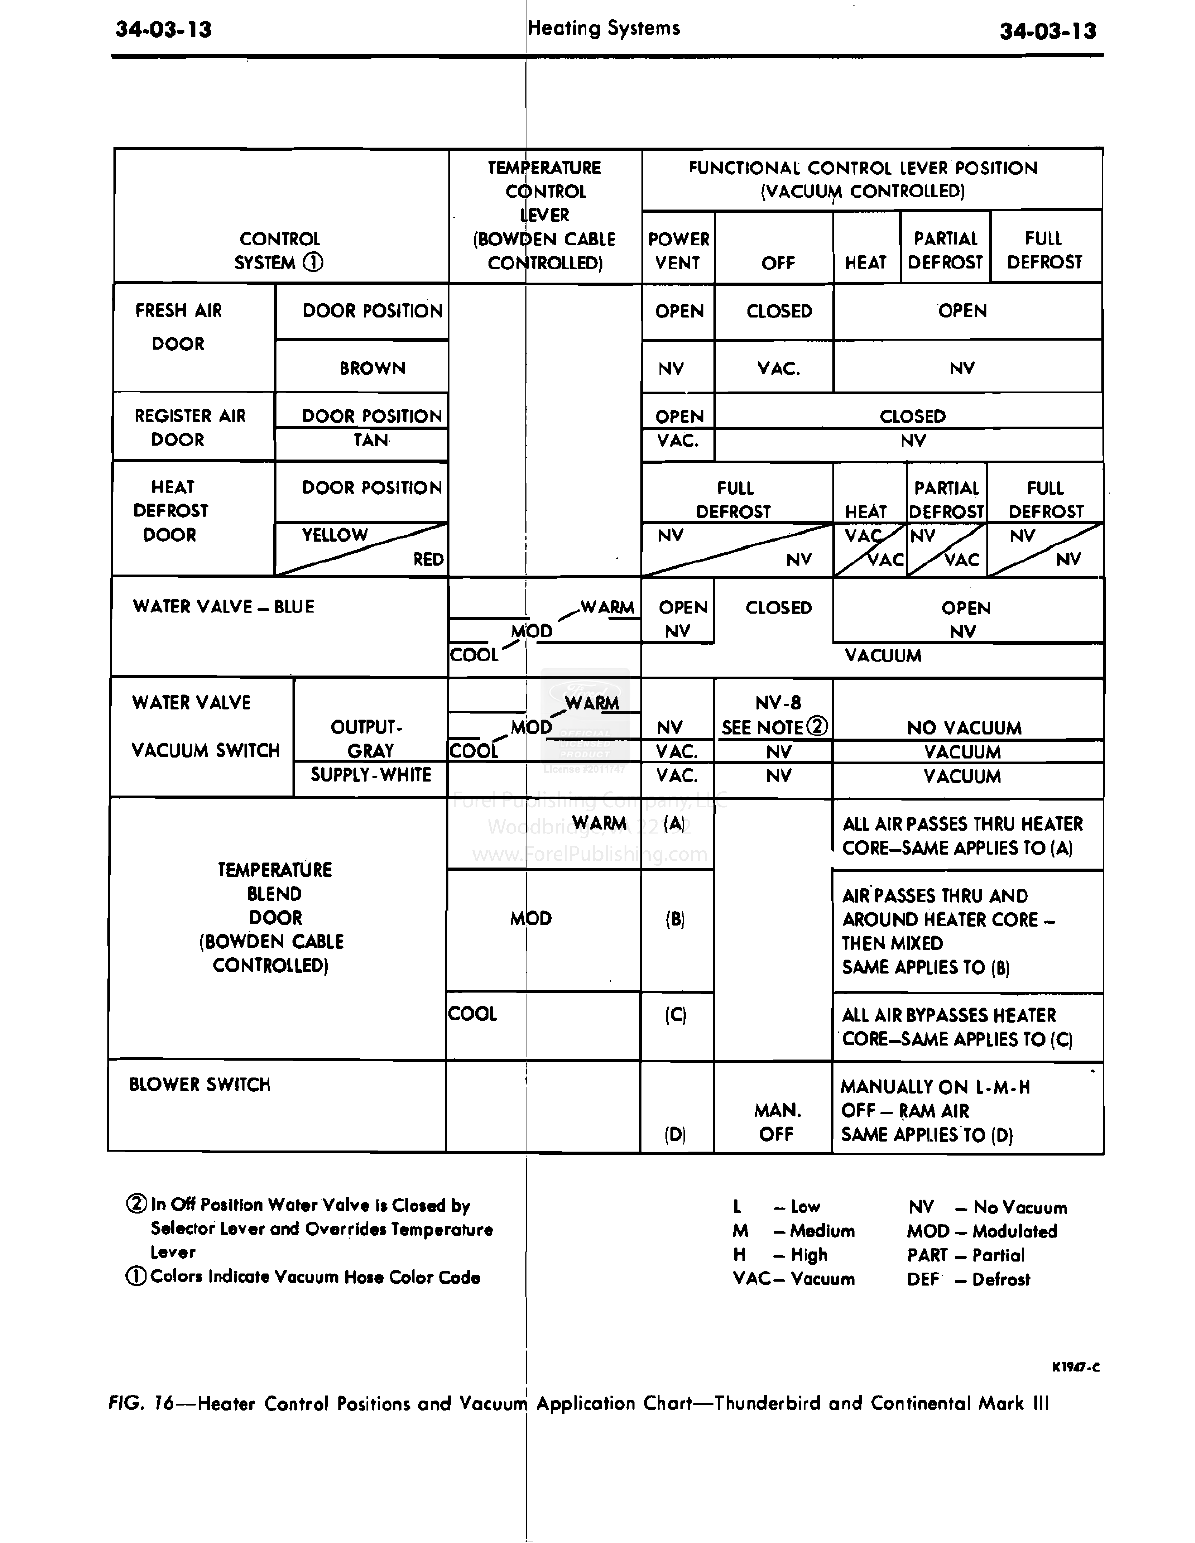 34-03-13 Heating Systems 34-03-13
CONTROL
SYSTEM ①
TEMPERATURE
CONTROL
LEVER
(BOWDEN CABLE
CONTROLLED)
FUNCTIONAL CONTROL LEVER POSITION
(VACUUM CONTROLLED)
POWER
VENT
OFF
HEAT
PARTIAL
DEFROST
FULL
DEFROST
FRESH AIR
DOOR
DOOR POSITION
OPEN
CLOSED
OPEN
BROWN
NV
VAC.
NV
REGISTER AIR
DOOR
DOOR POSITION
OPEN
CLOSED
TAN
VAC.
NV
HEAT
DEFROST
DOOR
DOOR POSITION
FULL
DEFROST
HEAT
PARTIAL
DEFROST
FULL
DEFROST
YELLOW
RED
NV
NV
VAC
VAC
NV
VAC
NV
NV
WATER VALVE – BLUE
WARM
MOD
COOL
OPEN
NV
CLOSED
OPEN
NV
VACUUM
WATER VALVE
VACUUM SWITCH
OUTPUT-
GRAY
WARM
MOD
COOL
NV
VAC.
NV-8
SEE NOTE ②
NV
NO VACUUM
VACUUM
SUPPLY-WHITE
VAC.
NV
VACUUM
OFFICIAL
LICENSED
PRODUCT
License #2011747
Forel Publishing Company, LLC
Woodbridge, VA 22192
www.ForelPublishing.com
TEMPERATURE
BLEND
DOOR
(BOWDEN CABLE
CONTROLLED)
WARM
(A)
ALL AIR PASSES THRU HEATER
CORE–SAME APPLIES TO (A)
MOD
(B)
AIR PASSES THRU AND
AROUND HEATER CORE –
THEN MIXED
SAME APPLIES TO (B)
COOL
(C)
ALL AIR BYPASSES HEATER
CORE–SAME APPLIES TO (C)
BLOWER SWITCH
(D)
MAN.
OFF
MANUALLY ON L-M-H
OFF – RAM AIR
SAME APPLIES TO (D)
② In Off Position Water Valve is Closed by
Selector Lever and Overrides Temperature
Lever
① Colors Indicate Vacuum Hose Color Code
L – Low
M – Medium
H – High
VAC – Vacuum
NV – No Vacuum
MOD – Modulated
PART – Partial
DEF – Defrost
K1947-C
FIG. 16—Heater Control Positions and Vacuum Application Chart—Thunderbird and Continental Mark III